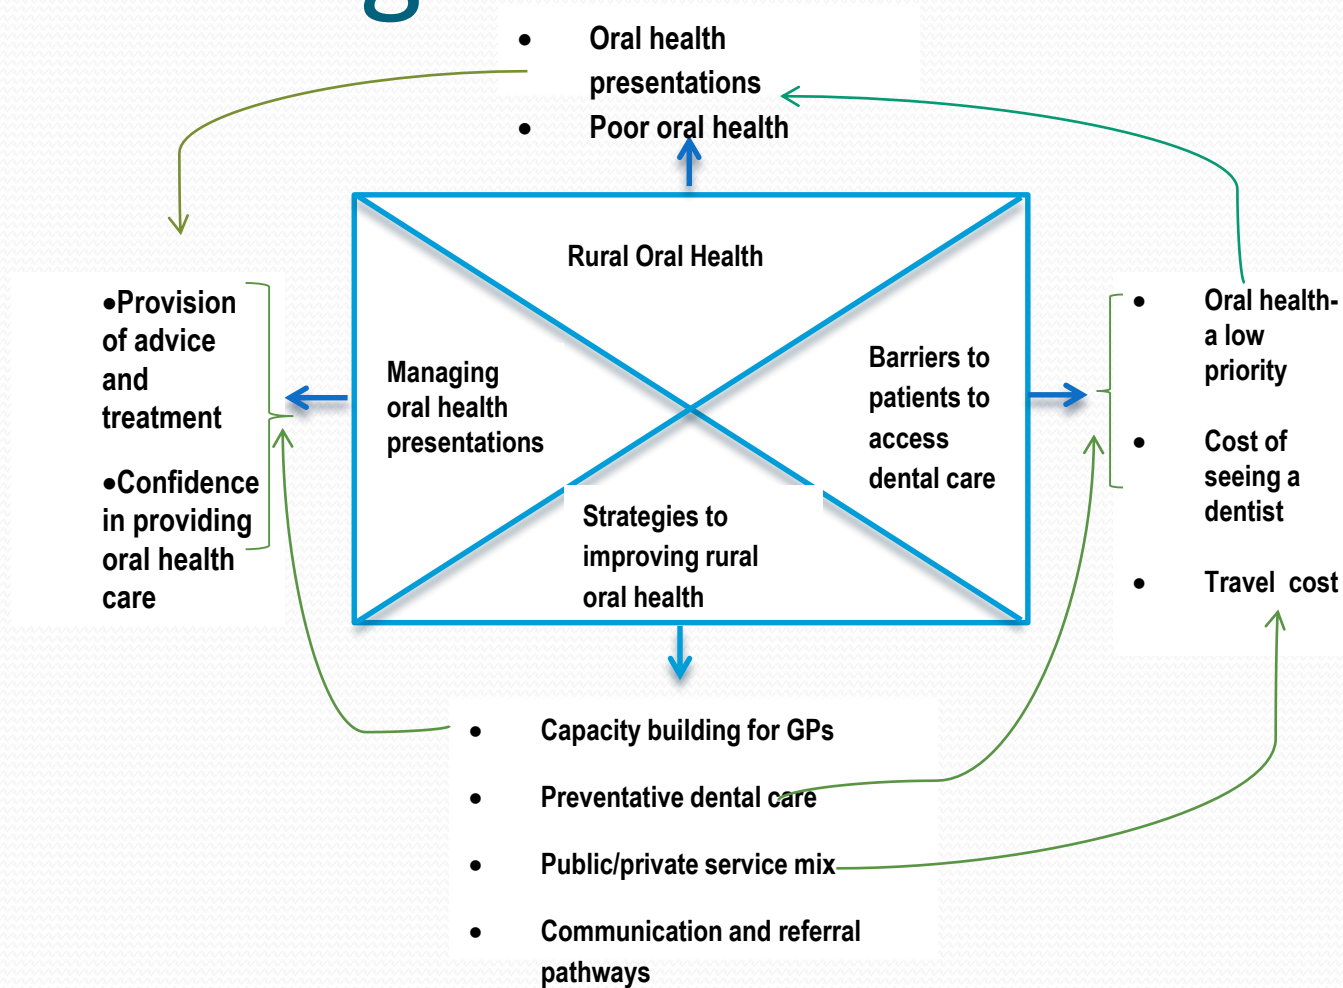 • Oral health
presentations
• Poor oral health
Rural Oral Health
Managing
oral health
presentations
Barriers to
patients to
access
dental care
Strategies to
improving rural
oral health
•Provision
of advice
and
treatment
•Confidence
in providing
oral health
care
• Oral health-
a low
priority
• Cost of
seeing a
dentist
• Travel cost
• Capacity building for GPs
• Preventative dental care
• Public/private service mix
• Communication and referral
pathways